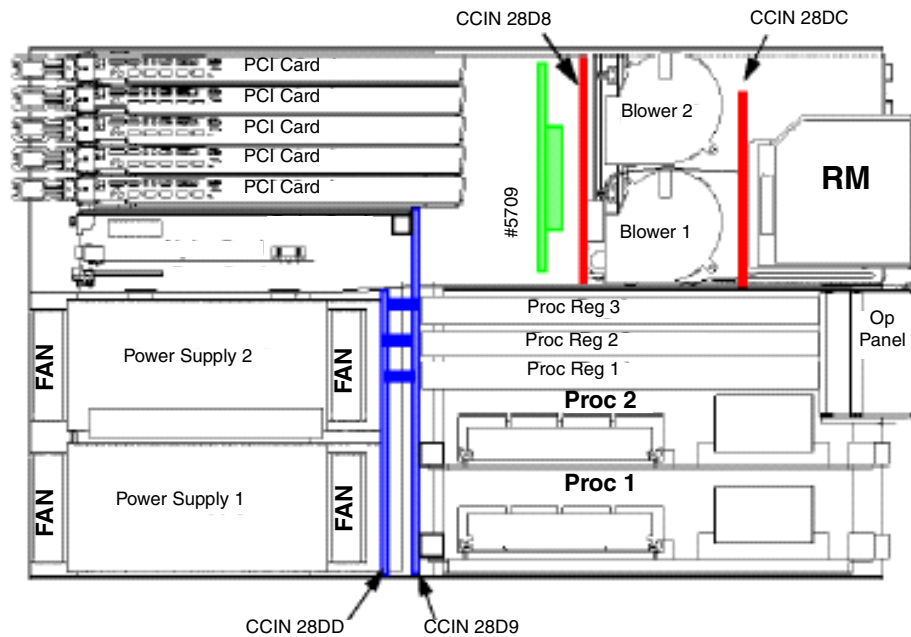 CCIN 28D8
CCIN 28DC
PCI Card
PCI Card
PCI Card
PCI Card
PCI Card
#5709
Blower 2
Blower 1
RM
Proc Reg 3
Proc Reg 2
Proc Reg 1
Op
Panel
FAN
Power Supply 2
FAN
Proc 2
FAN
Power Supply 1
FAN
Proc 1
CCIN 28DD
CCIN 28D9